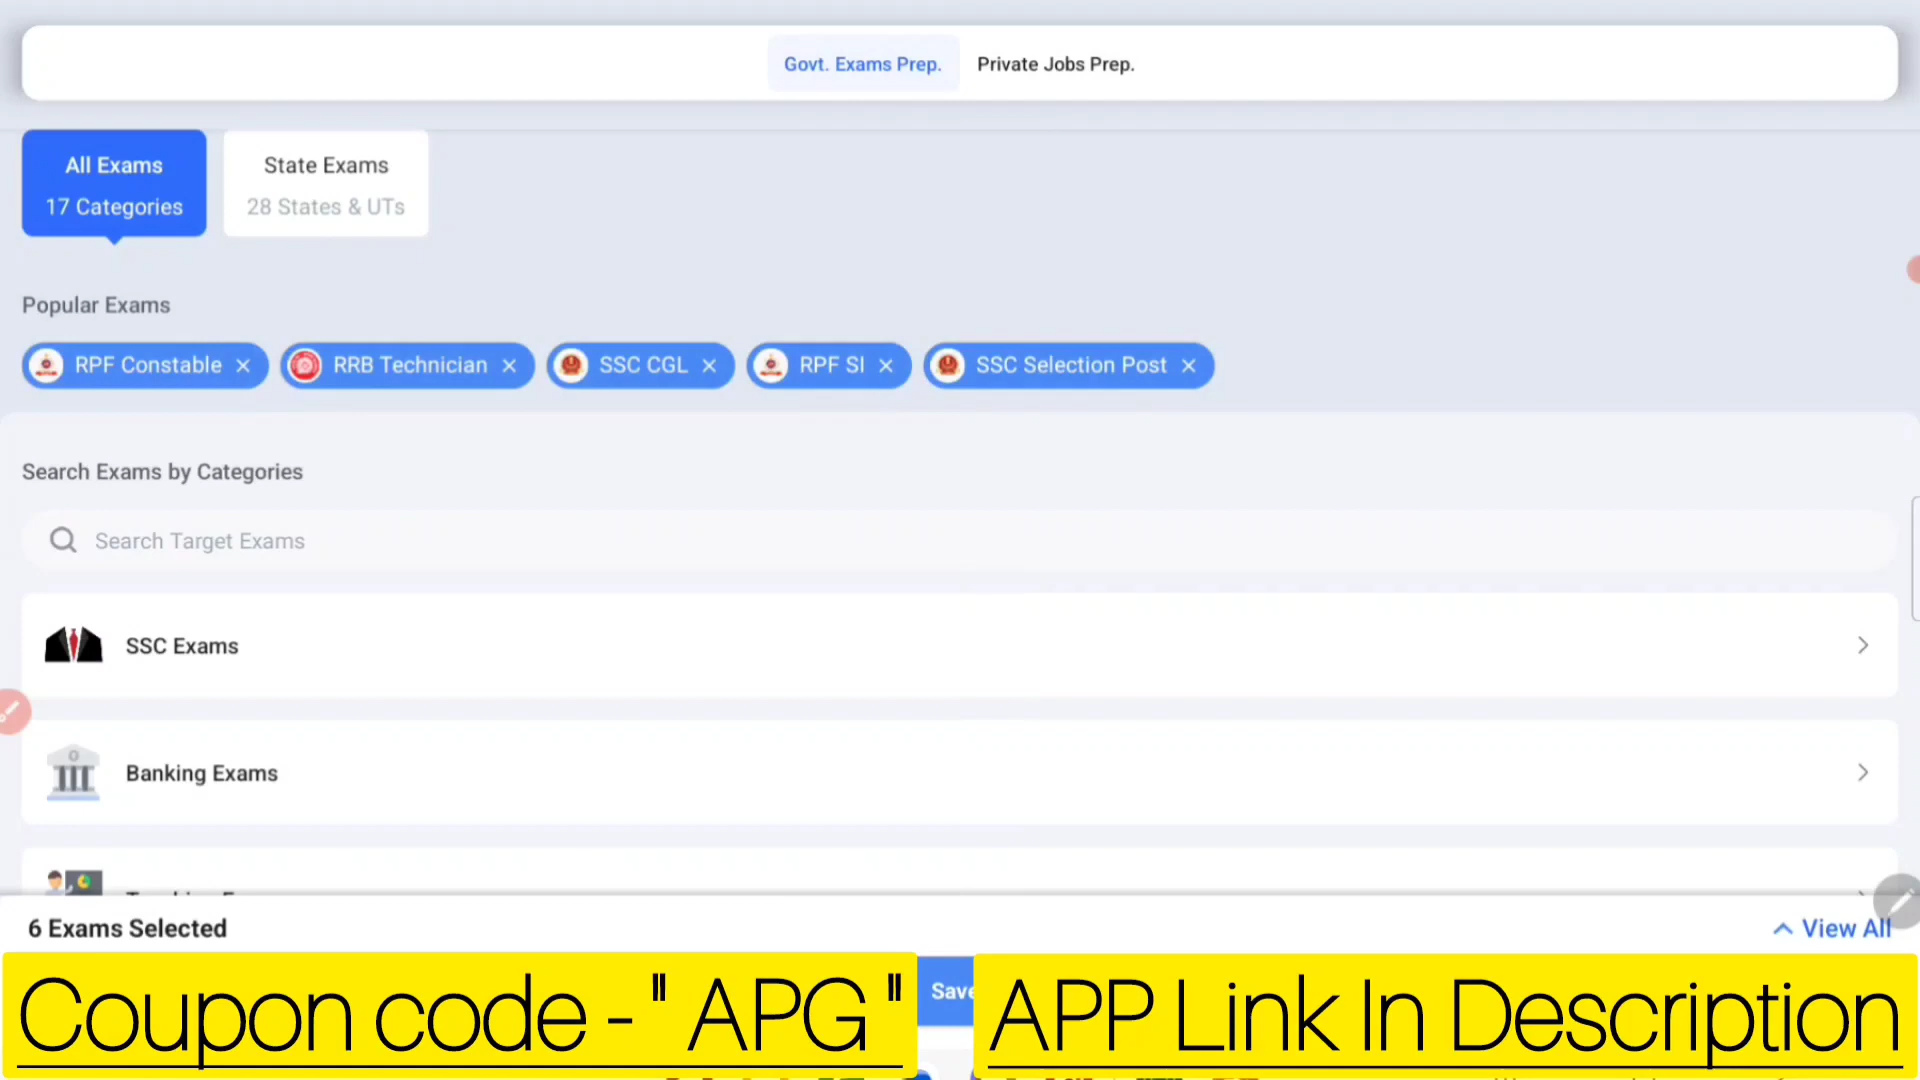 Govt. Exams Prep. Private Jobs Prep.
All Exams State Exams
17 Categories 28 States & UTs
Popular Exams
RPF Constable RRB Technician SSC CGL RPF SI SSC Selection Post
Search Exams by Categories
Search Target Exams
SSC Exams
Banking Exams
6 Exams Selected View All
Coupon code - " APG " Save APP Link In Description